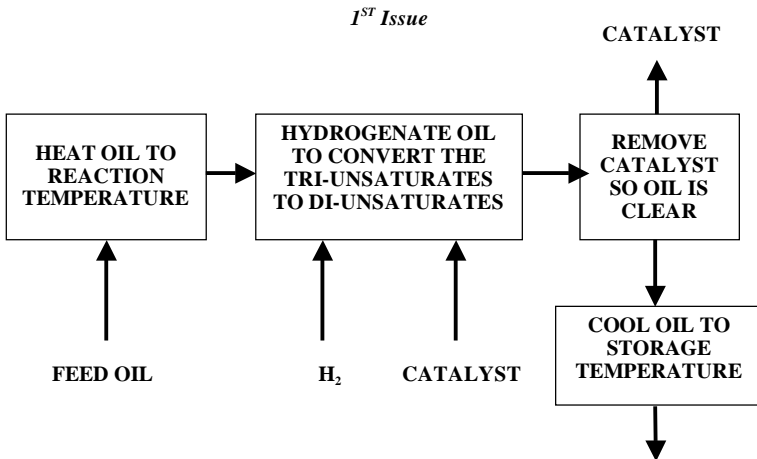 1ST Issue
CATALYST
HEAT OIL TO
REACTION
TEMPERATURE
HYDROGENATE OIL
TO CONVERT THE
TRI-UNSATURATES
TO DI-UNSATURATES
REMOVE
CATALYST
SO OIL IS
CLEAR
COOL OIL TO
STORAGE
TEMPERATURE
FEED OIL
H₂
CATALYST